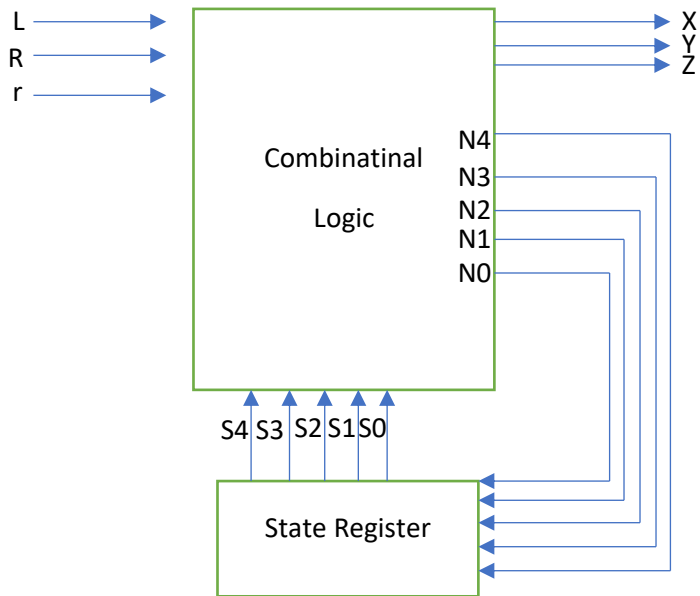 L
R
r
X
Y
Z
Combinatinal
Logic
N4
N3
N2
N1
N0
S4 S3 S2 S1 S0
State Register